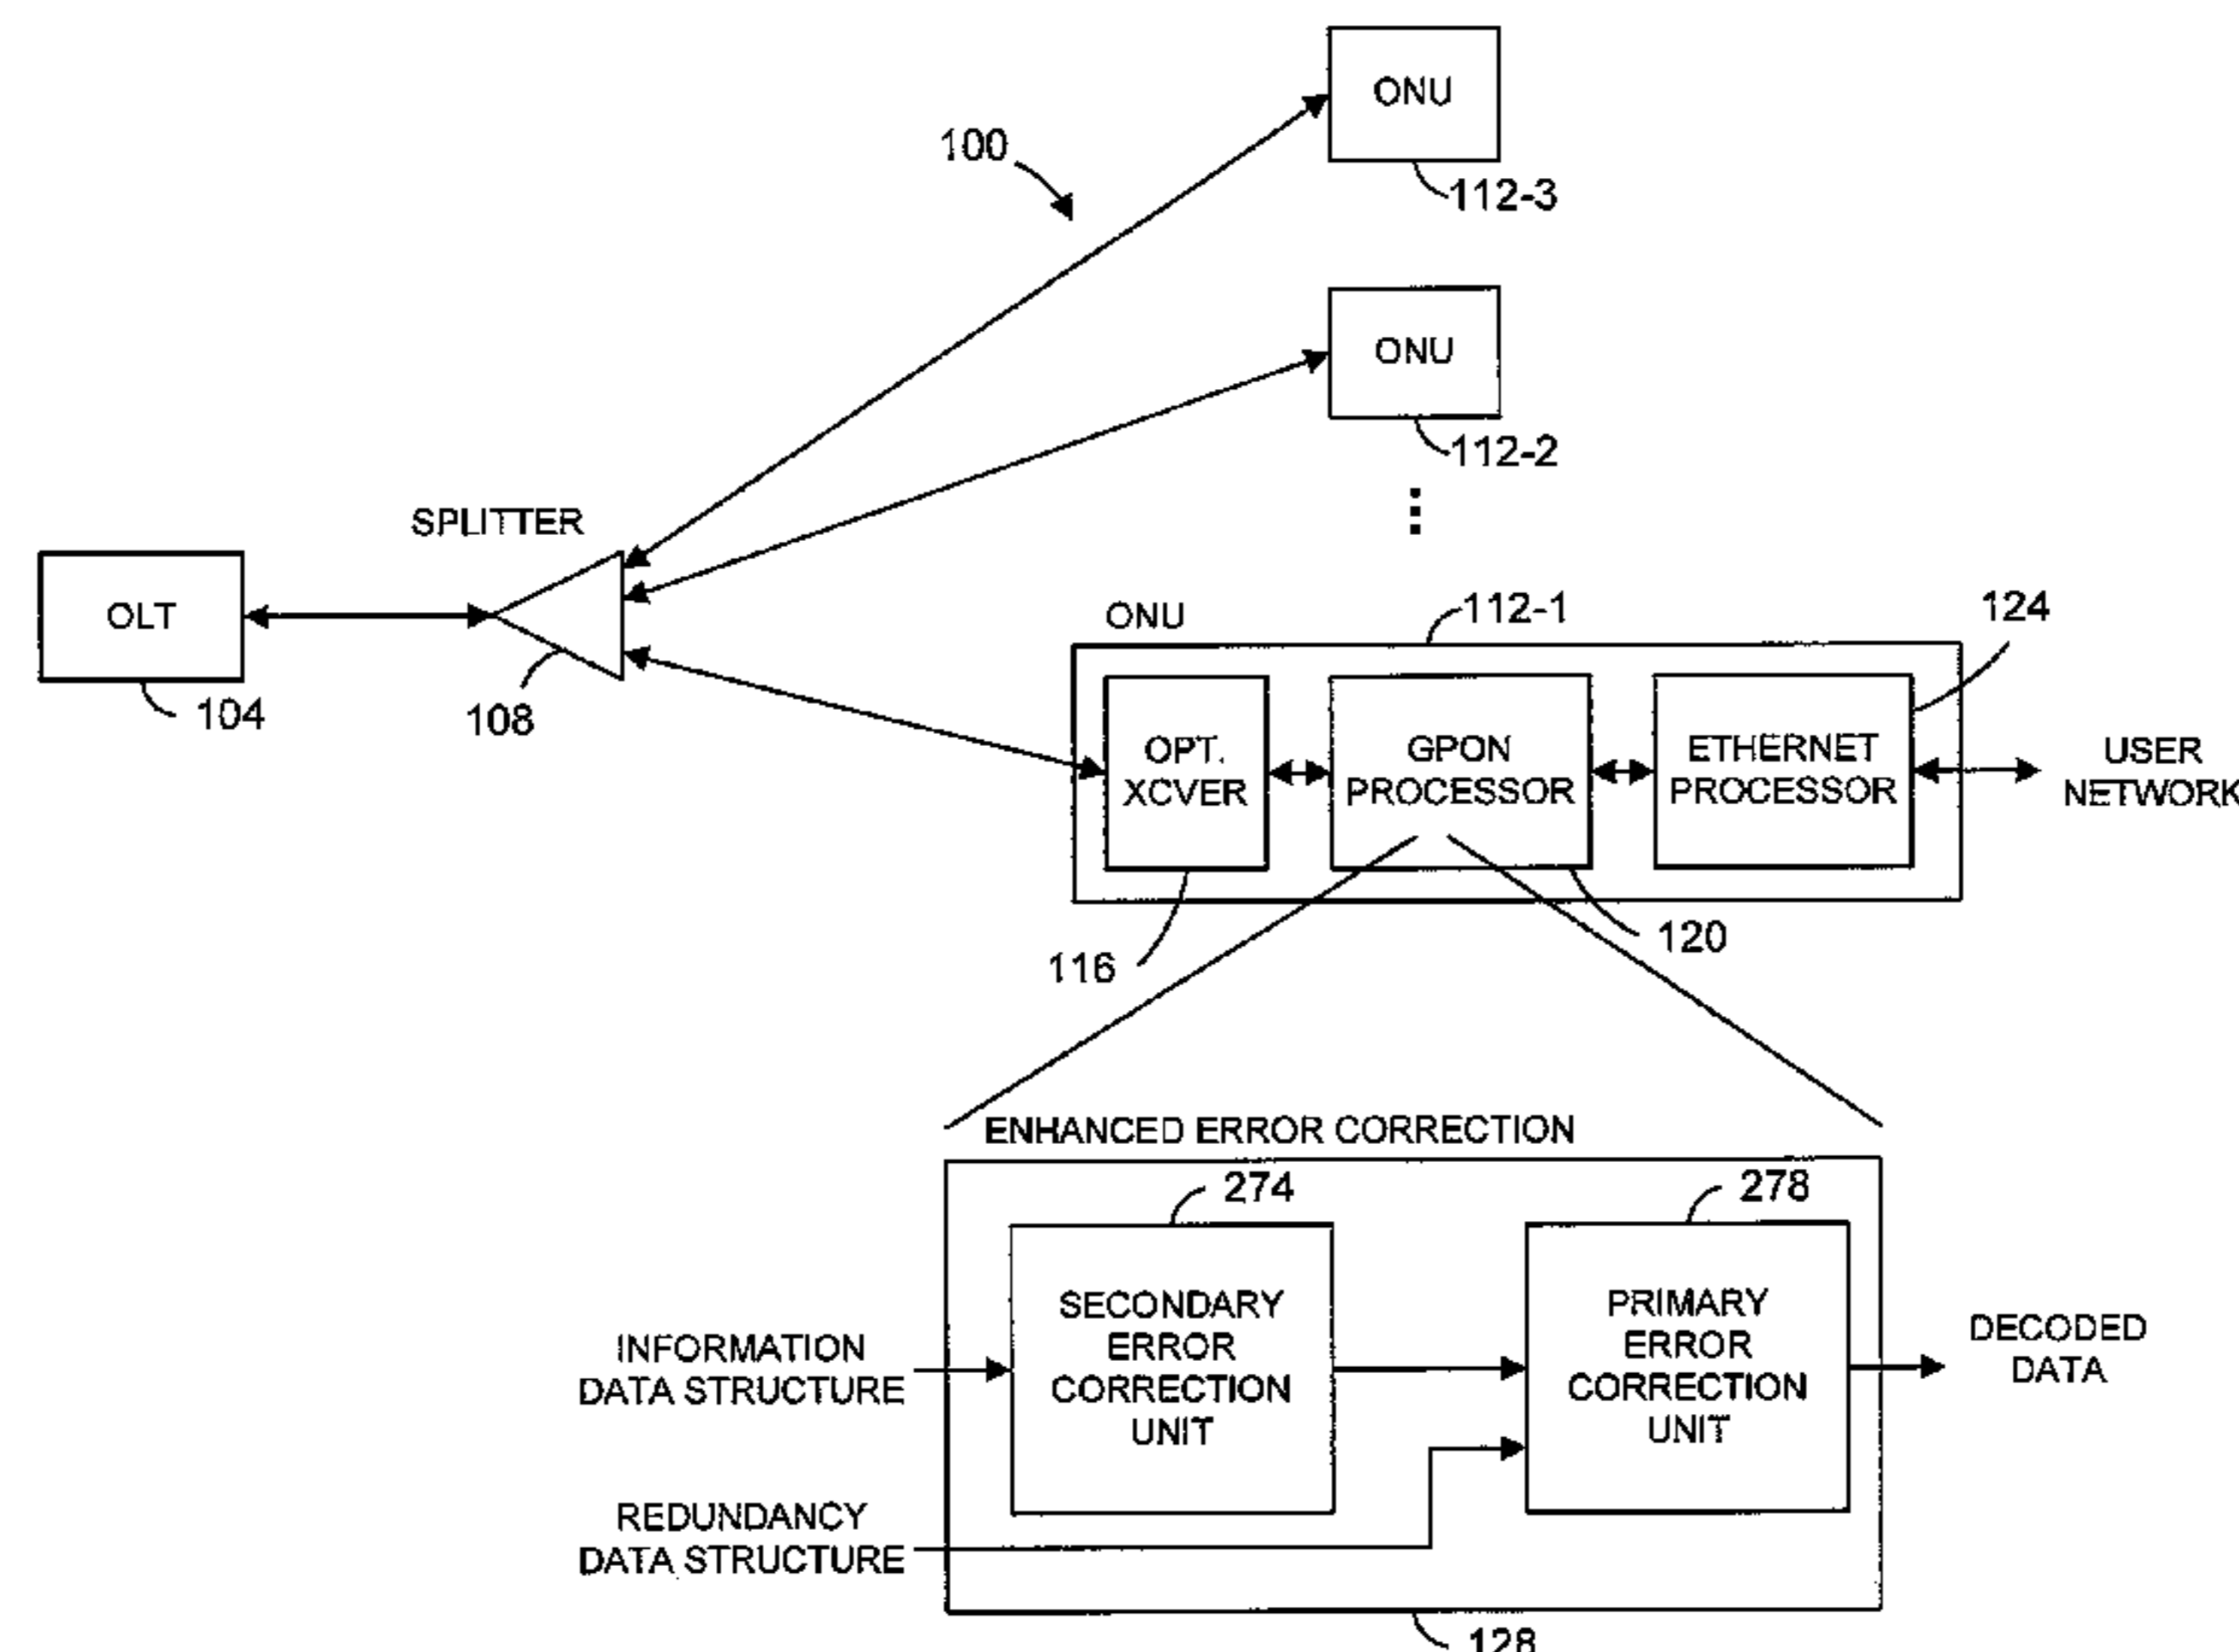 ONU
100
112-3
ONU
112-2
SPLITTER
OLT
104
108
ONU
112-1
124
OPT.
XCVER
GPON
PROCESSOR
ETHERNET
PROCESSOR
USER
NETWORK
116
120
ENHANCED ERROR CORRECTION
274
278
SECONDARY
ERROR
CORRECTION
UNIT
PRIMARY
ERROR
CORRECTION
UNIT
INFORMATION
DATA STRUCTURE
DECODED
DATA
REDUNDANCY
DATA STRUCTURE
128